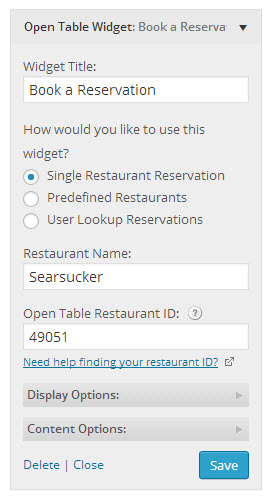 Open Table Widget: Book a Reservat
Widget Title:
Book a Reservation
How would you like to use this
widget?
Single Restaurant Reservation
Predefined Restaurants
User Lookup Reservations
Restaurant Name:
Searsucker
Open Table Restaurant ID: ?
49051
Need help finding your restaurant ID?
Display Options:
Content Options:
Delete | Close Save